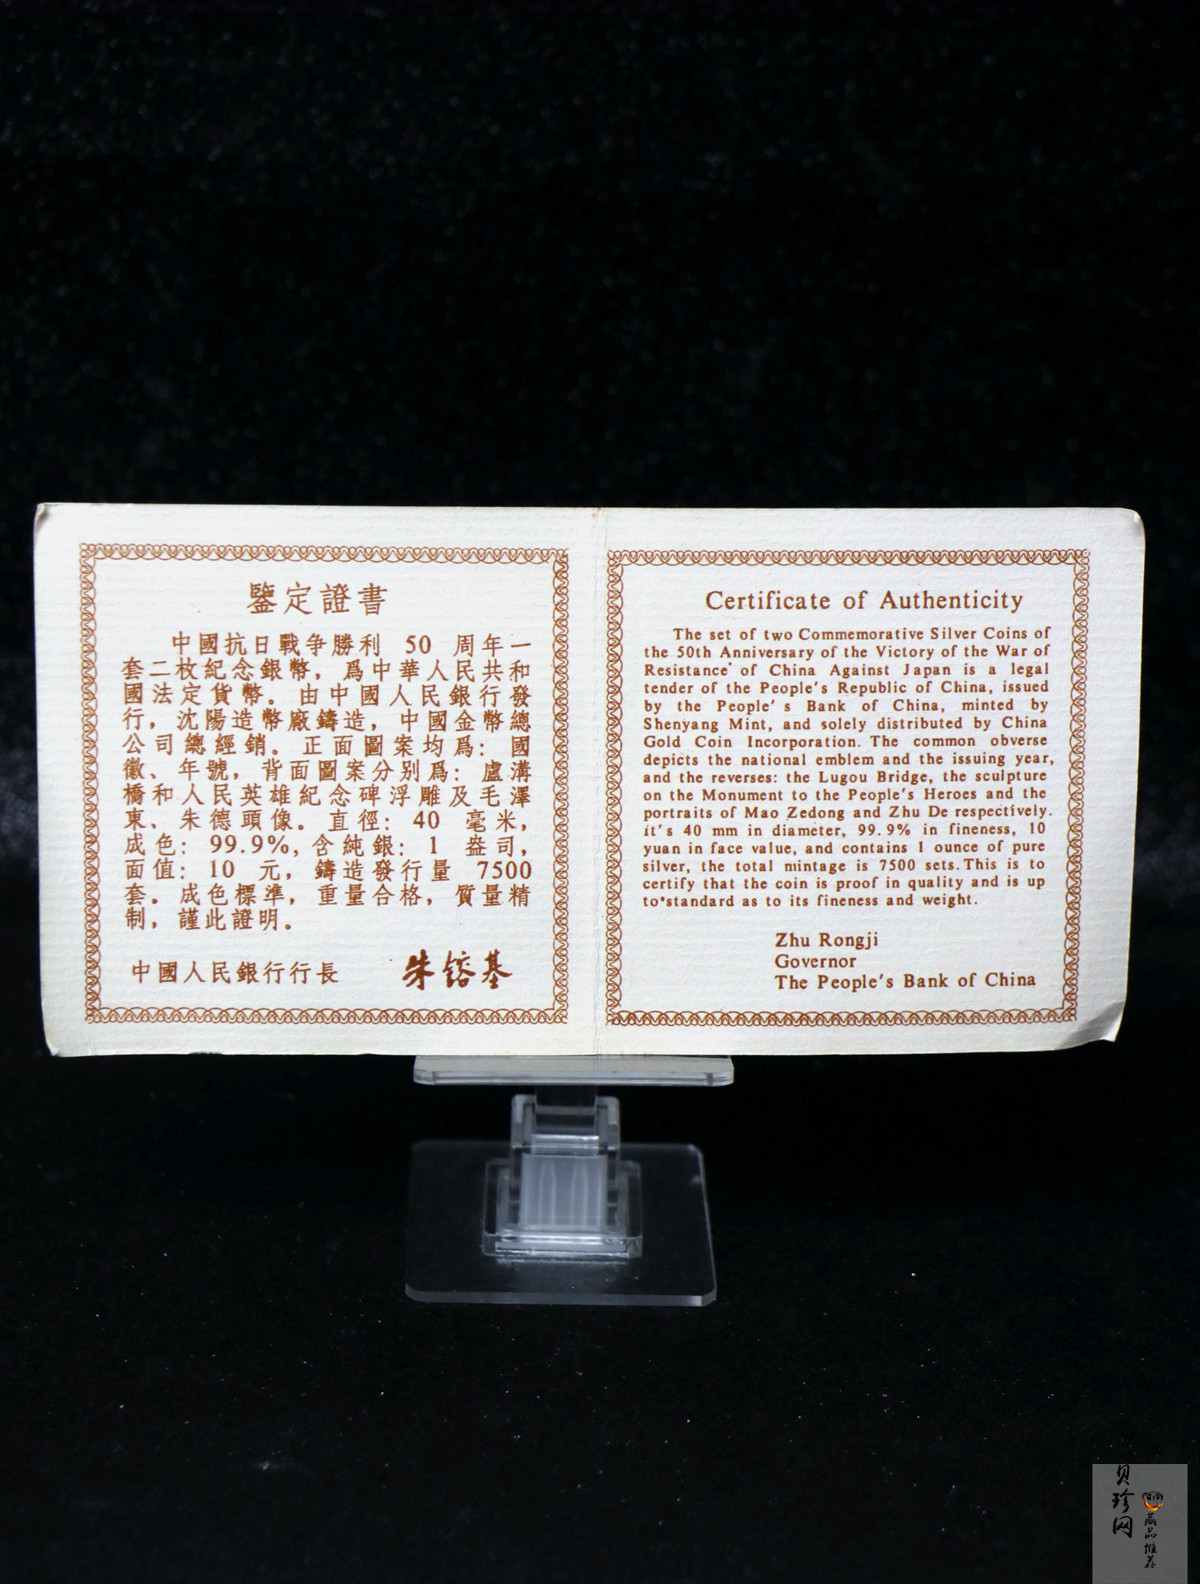 鑒定證書
中國抗日戰争勝利 50 周年一
套二枚紀念銀幣，爲中華人民共和
國法定貨幣。由中國人民銀行發
行，沈陽造幣廠鑄造，中國金幣總
公司總經銷。正面圖案均爲：國
徽、年號，背面圖案分别爲：盧溝
橋和人民英雄紀念碑浮雕及毛澤
東、朱德頭像。直徑：40 毫米，
成色：99.9%，含純銀：1 盎司，
面值：10 元，鑄造發行量 7500
套。成色標準，重量合格，質量精
制，謹此證明。
中國人民銀行行長 朱鎔基
Certificate of Authenticity
The set of two Commemorative Silver Coins of
the 50th Anniversary of the Victory of the War of
Resistance of China Against Japan is a legal
tender of the People's Republic of China, issued
by the People's Bank of China, minted by
Shenyang Mint, and solely distributed by China
Gold Coin Incorporation. The common obverse
depicts the national emblem and the issuing year,
and the reverses: the Lugou Bridge, the sculpture
on the Monument to the People's Heroes and the
portraits of Mao Zedong and Zhu De respectively.
it's 40 mm in diameter, 99.9% in fineness, 10
yuan in face value, and contains 1 ounce of pure
silver, the total mintage is 7500 sets. This is to
certify that the coin is proof in quality and is up
to standard as to its fineness and weight.
Zhu Rongji
Governor
The People's Bank of China
贝珍网
藏品推荐